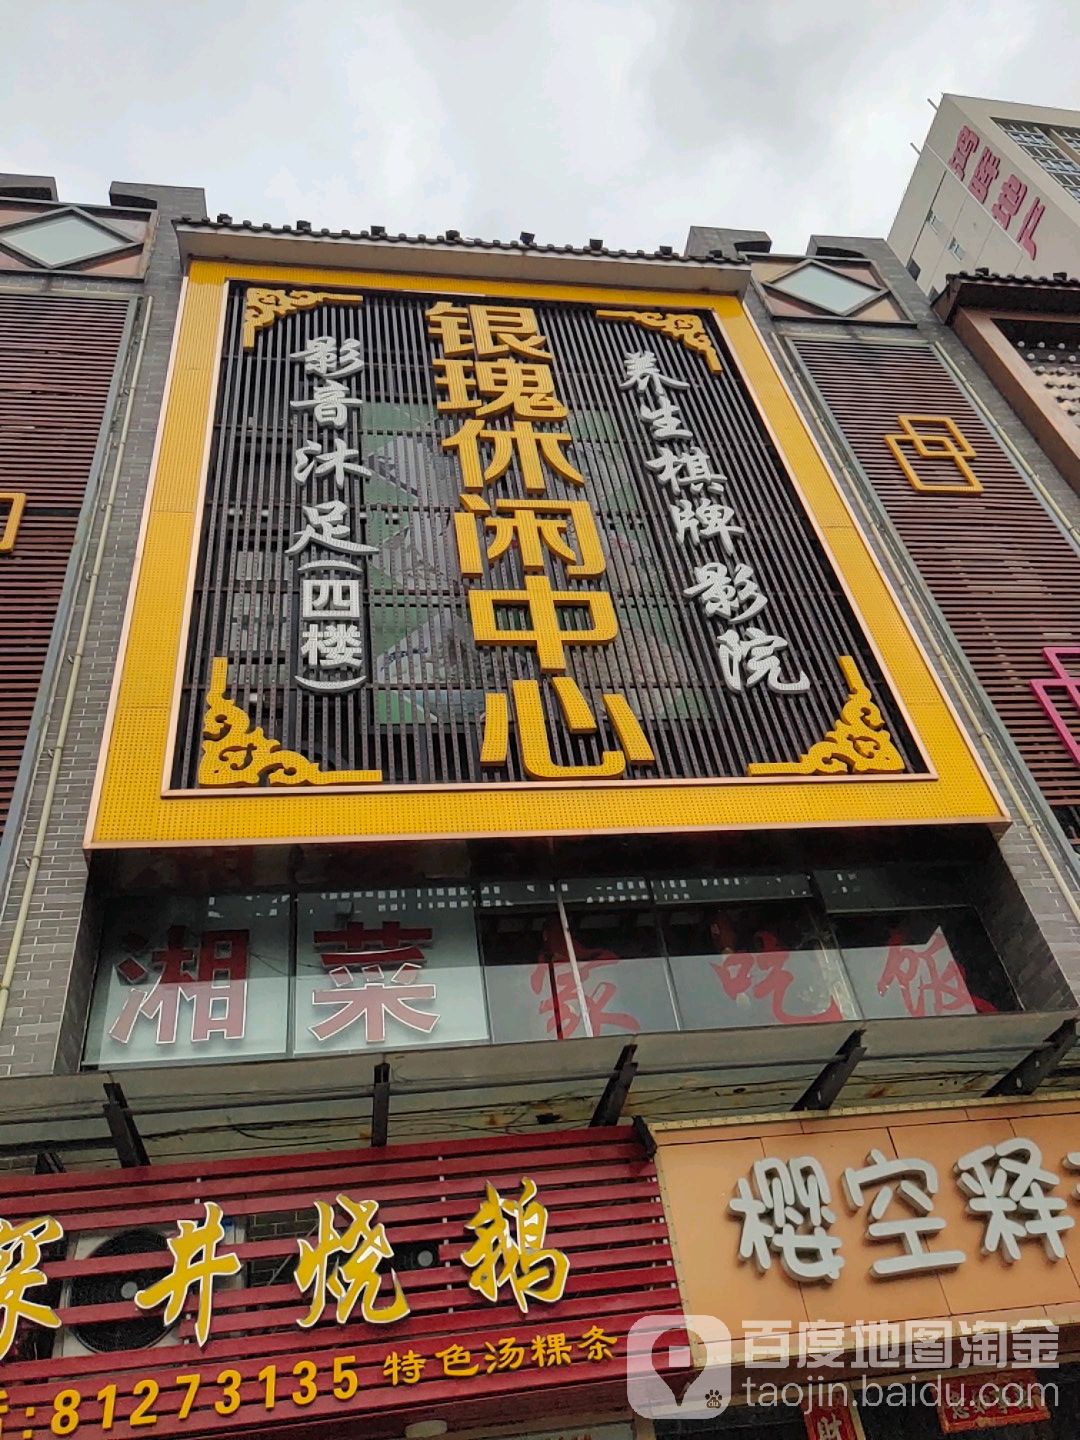 银瑰休闲中心
影音沐足(四楼)
养生棋牌影院
湘菜
家吃饭
深井烧鹅
:81273135 特色汤粿条
樱空释
財
百度地图淘金
taojin.baidu.com